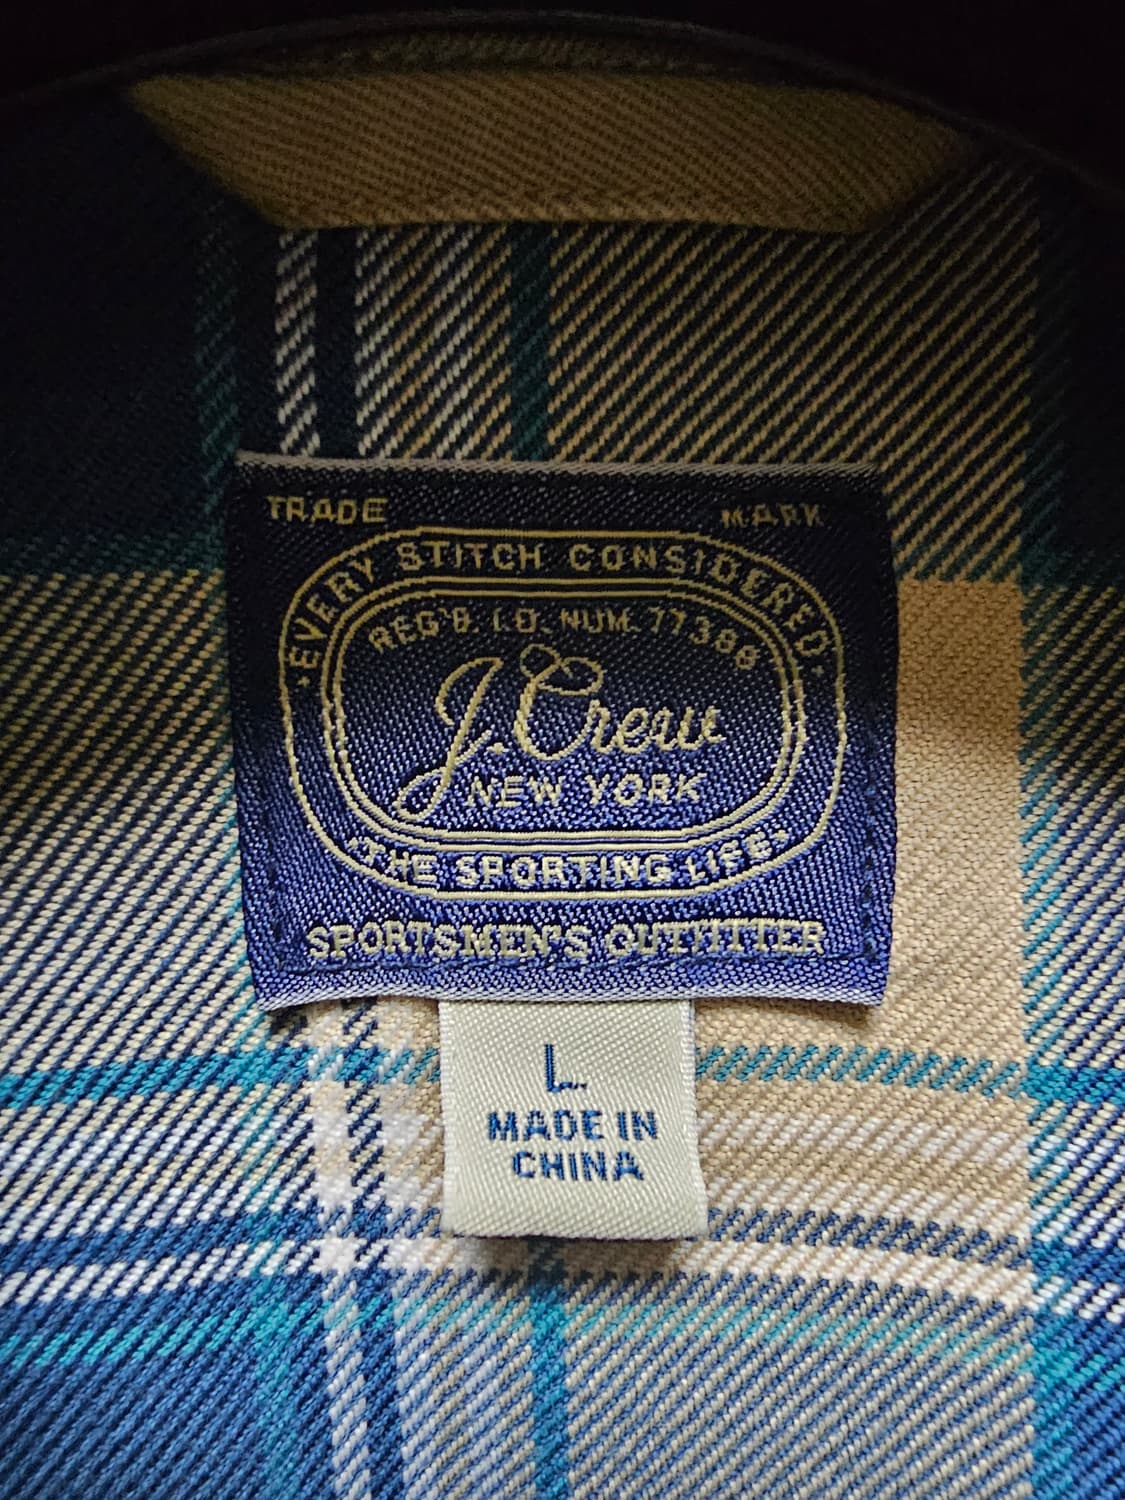 TRADE MARK
EVERY STITCH CONSIDERED
REG'D. I.D. NUM. 77388
J.Crew
NEW YORK
THE SPORTING LIFE
SPORTSMEN'S OUTFITTER
L
MADE IN
CHINA